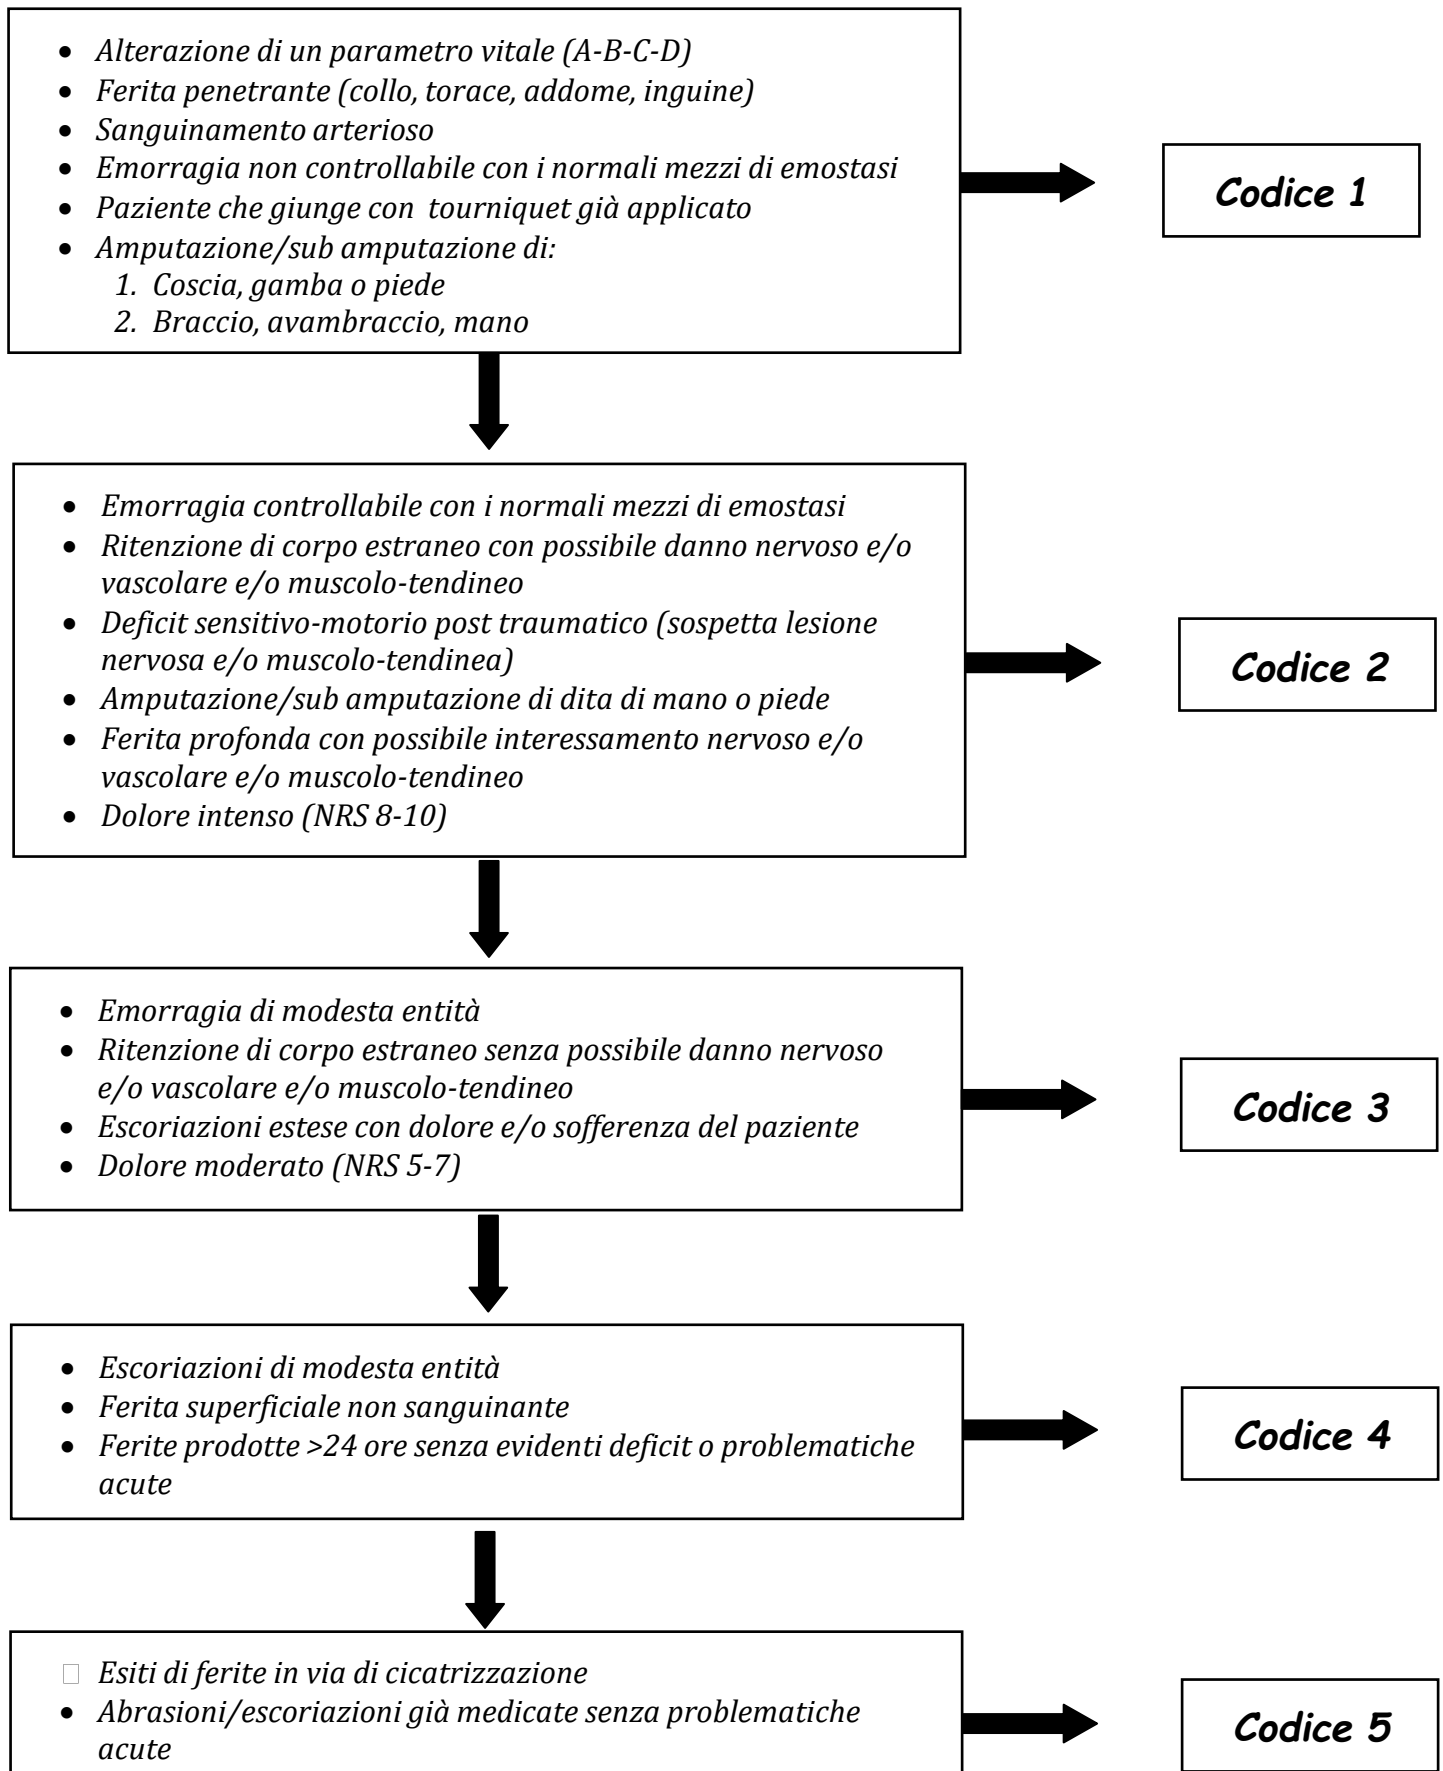 • Alterazione di un parametro vitale (A-B-C-D)
• Ferita penetrante (collo, torace, addome, inguine)
• Sanguinamento arterioso
• Emorragia non controllabile con i normali mezzi di emostasi
• Paziente che giunge con tourniquet già applicato
• Amputazione/sub amputazione di:
1. Coscia, gamba o piede
2. Braccio, avambraccio, mano
Codice 1
• Emorragia controllabile con i normali mezzi di emostasi
• Ritenzione di corpo estraneo con possibile danno nervoso e/o
vascolare e/o muscolo-tendineo
• Deficit sensitivo-motorio post traumatico (sospetta lesione
nervosa e/o muscolo-tendinea)
• Amputazione/sub amputazione di dita di mano o piede
• Ferita profonda con possibile interessamento nervoso e/o
vascolare e/o muscolo-tendineo
• Dolore intenso (NRS 8-10)
Codice 2
• Emorragia di modesta entità
• Ritenzione di corpo estraneo senza possibile danno nervoso
e/o vascolare e/o muscolo-tendineo
• Escoriazioni estese con dolore e/o sofferenza del paziente
• Dolore moderato (NRS 5-7)
Codice 3
• Escoriazioni di modesta entità
• Ferita superficiale non sanguinante
• Ferite prodotte >24 ore senza evidenti deficit o problematiche
acute
Codice 4
Esiti di ferite in via di cicatrizzazione
• Abrasioni/escoriazioni già medicate senza problematiche
acute
Codice 5